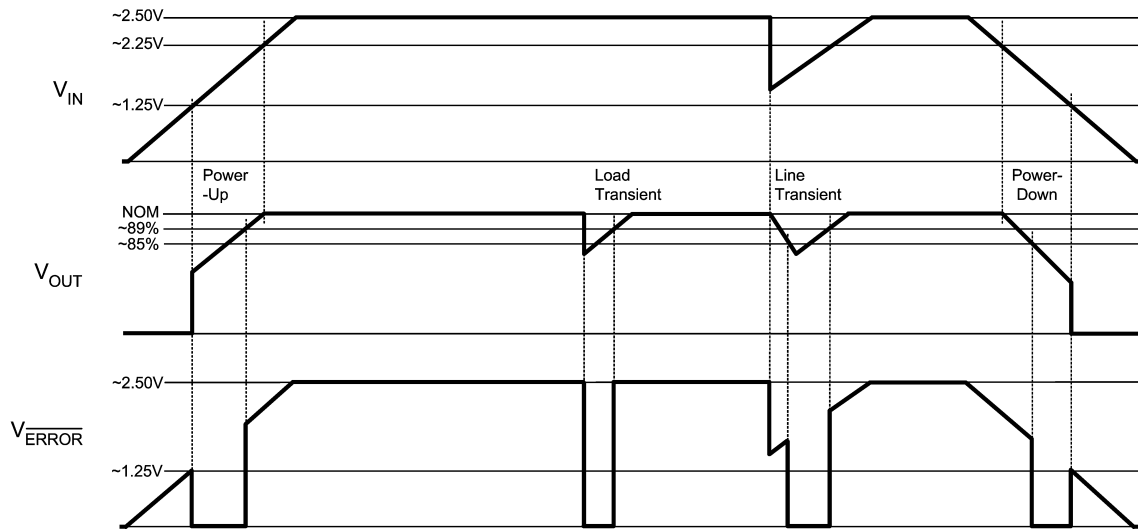 ~2.50V
~2.25V
VIN
~1.25V
Power
-Up
Load
Transient
Line
Transient
Power-
Down
NOM
~89%
~85%
VOUT
~2.50V
VERROR
~1.25V